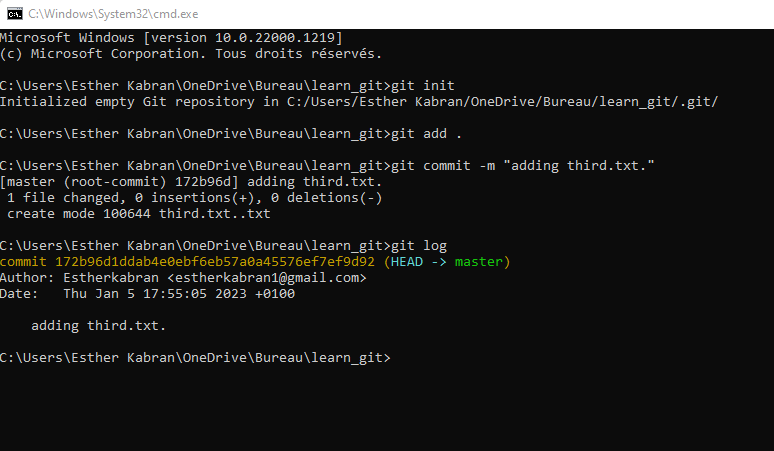 C:\Windows\System32\cmd.exe
Microsoft Windows [version 10.0.22000.1219]
(c) Microsoft Corporation. Tous droits réservés.
C:\Users\Esther Kabran\OneDrive\Bureau\learn_git>git init
Initialized empty Git repository in C:/Users/Esther Kabran/OneDrive/Bureau/learn_git/.git/
C:\Users\Esther Kabran\OneDrive\Bureau\learn_git>git add .
C:\Users\Esther Kabran\OneDrive\Bureau\learn_git>git commit -m "adding third.txt."
[master (root-commit) 172b96d] adding third.txt.
 1 file changed, 0 insertions(+), 0 deletions(-)
 create mode 100644 third.txt..txt
C:\Users\Esther Kabran\OneDrive\Bureau\learn_git>git log
commit 172b96d1ddab4e0ebf6eb57a0a45576ef7ef9d92 (HEAD -> master)
Author: Estherkabran <estherkabran1@gmail.com>
Date:   Thu Jan 5 17:55:05 2023 +0100
    adding third.txt.
C:\Users\Esther Kabran\OneDrive\Bureau\learn_git>